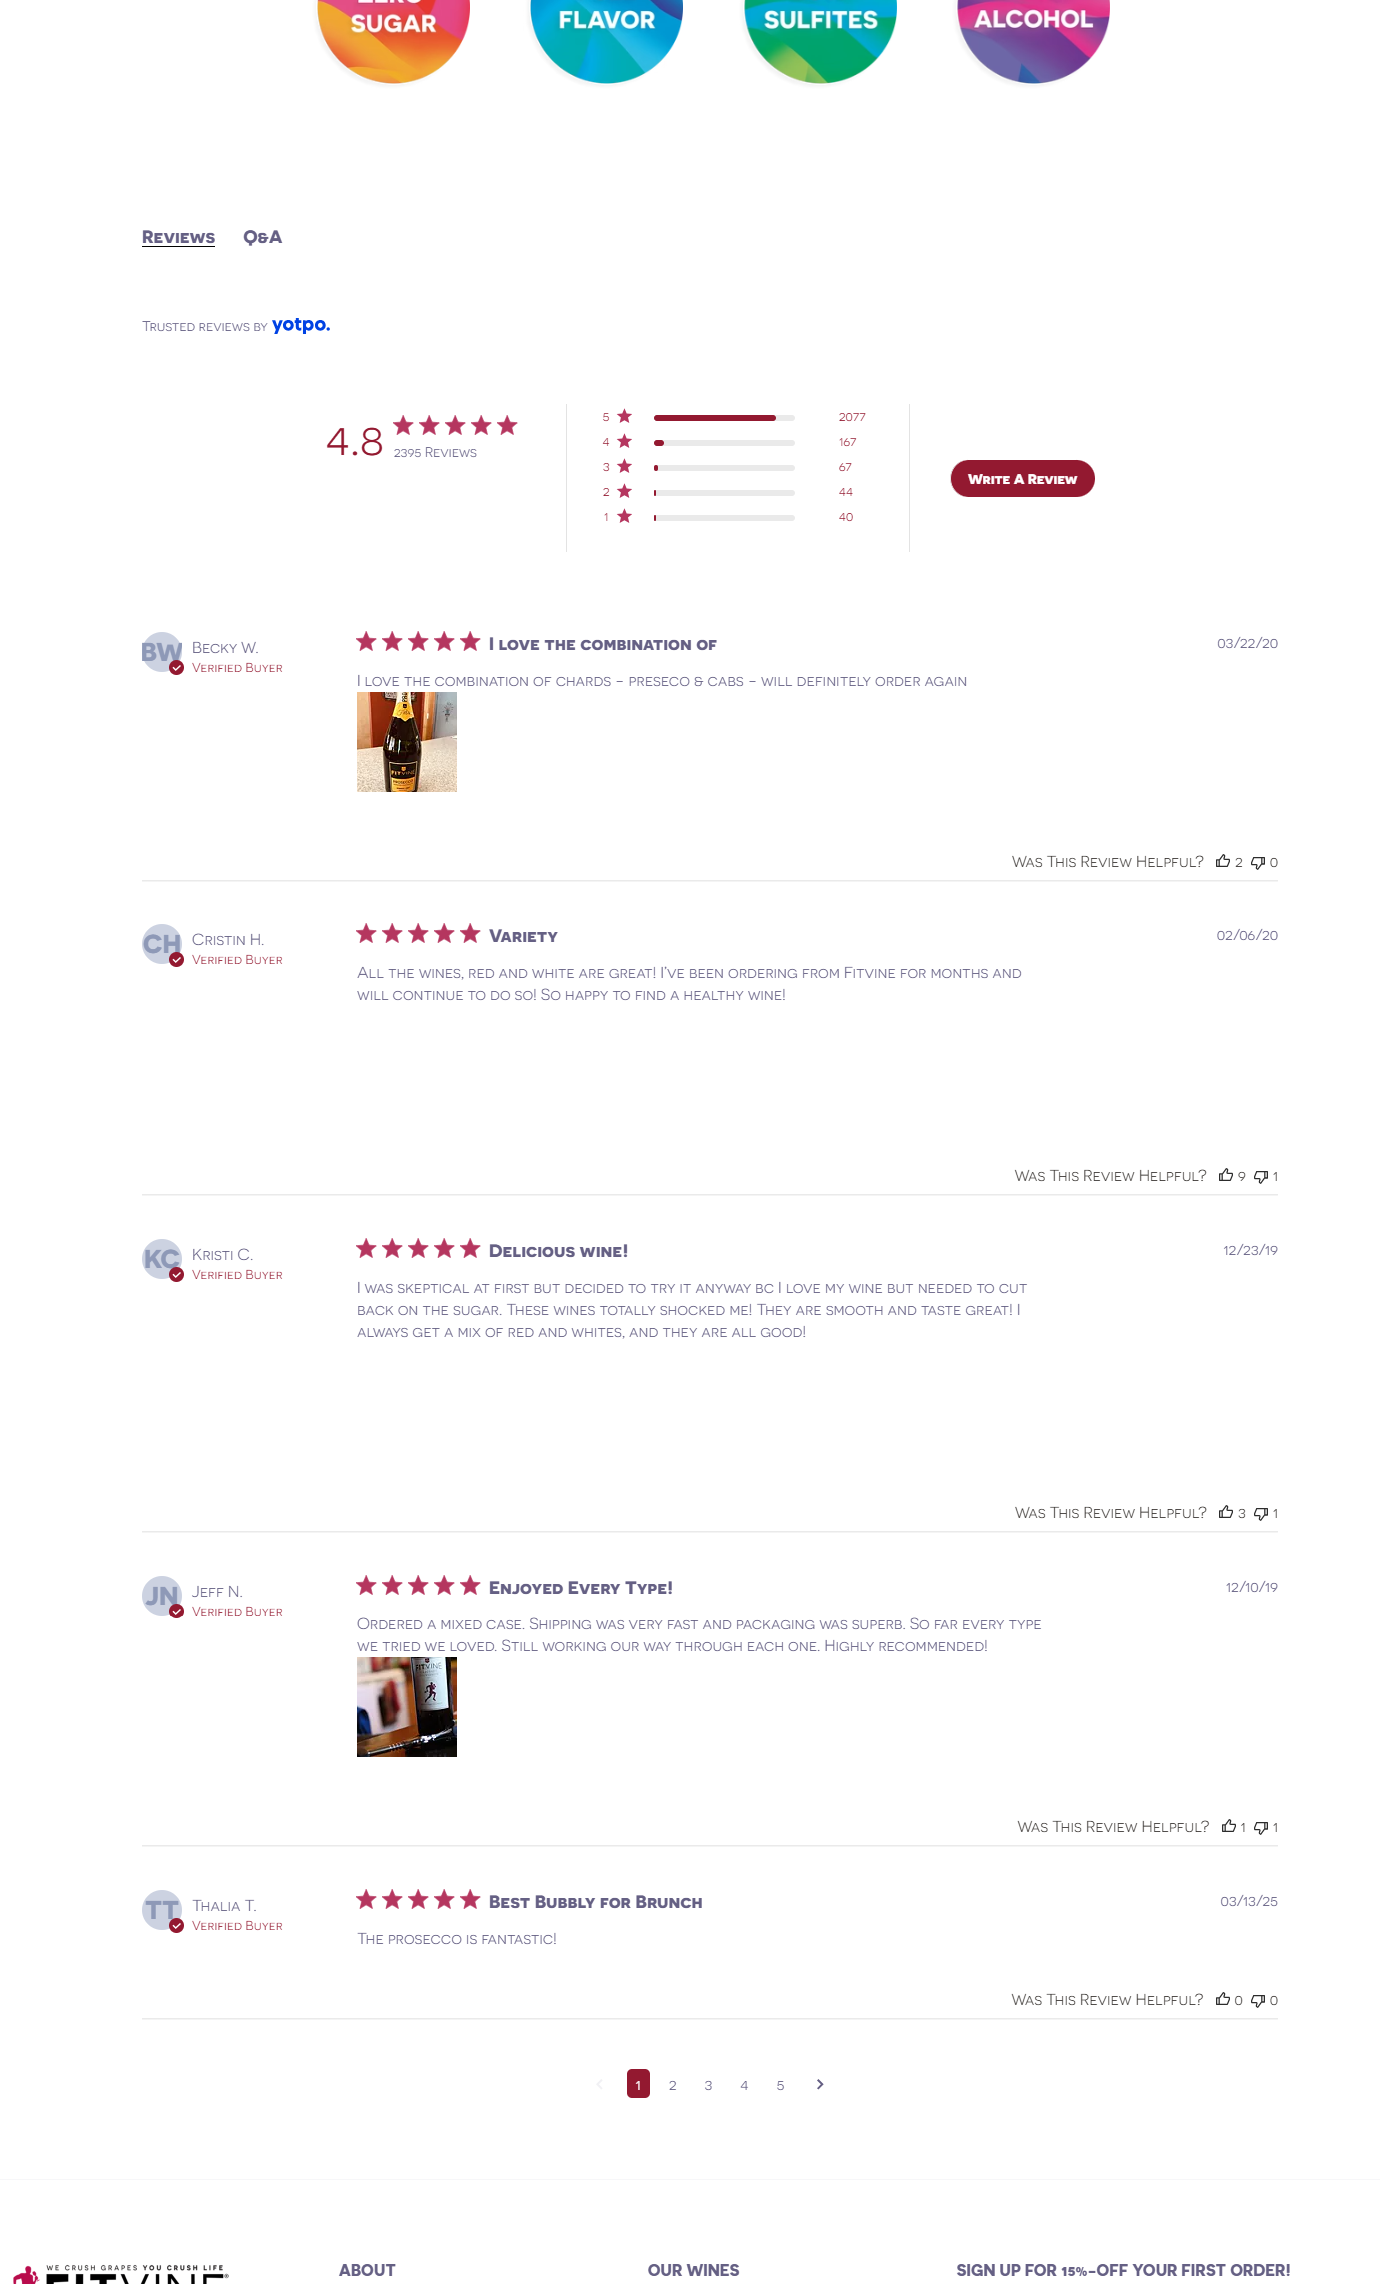 ZERO
SUGAR
FLAVOR
SULFITES
ALCOHOL
Reviews
Q&A
Trusted reviews by yotpo.
4.8
2395 Reviews
5 2077
4 167
3 67
2 44
1 40
Write A Review
BW
Becky W.
Verified Buyer
I love the combination of
03/22/20
I love the combination of chards - preseco & cabs - will definitely order again
FITVINE
PROSECCO
Was This Review Helpful? 2 0
CH
Cristin H.
Verified Buyer
Variety
02/06/20
All the wines, red and white are great! I've been ordering from Fitvine for months and
will continue to do so! So happy to find a healthy wine!
Was This Review Helpful? 9 1
KC
Kristi C.
Verified Buyer
Delicious wine!
12/23/19
I was skeptical at first but decided to try it anyway bc I love my wine but needed to cut
back on the sugar. These wines totally shocked me! They are smooth and taste great! I
always get a mix of red and whites, and they are all good!
Was This Review Helpful? 3 1
JN
Jeff N.
Verified Buyer
Enjoyed Every Type!
12/10/19
Ordered a mixed case. Shipping was very fast and packaging was superb. So far every type
we tried we loved. Still working our way through each one. Highly recommended!
FITVINE
Was This Review Helpful? 1 1
TT
Thalia T.
Verified Buyer
Best Bubbly for Brunch
03/13/25
The prosecco is fantastic!
Was This Review Helpful? 0 0
1 2 3 4 5
WE CRUSH GRAPES YOU CRUSH LIFE
FITVINE®
ABOUT
OUR WINES
SIGN UP FOR 15%-OFF YOUR FIRST ORDER!